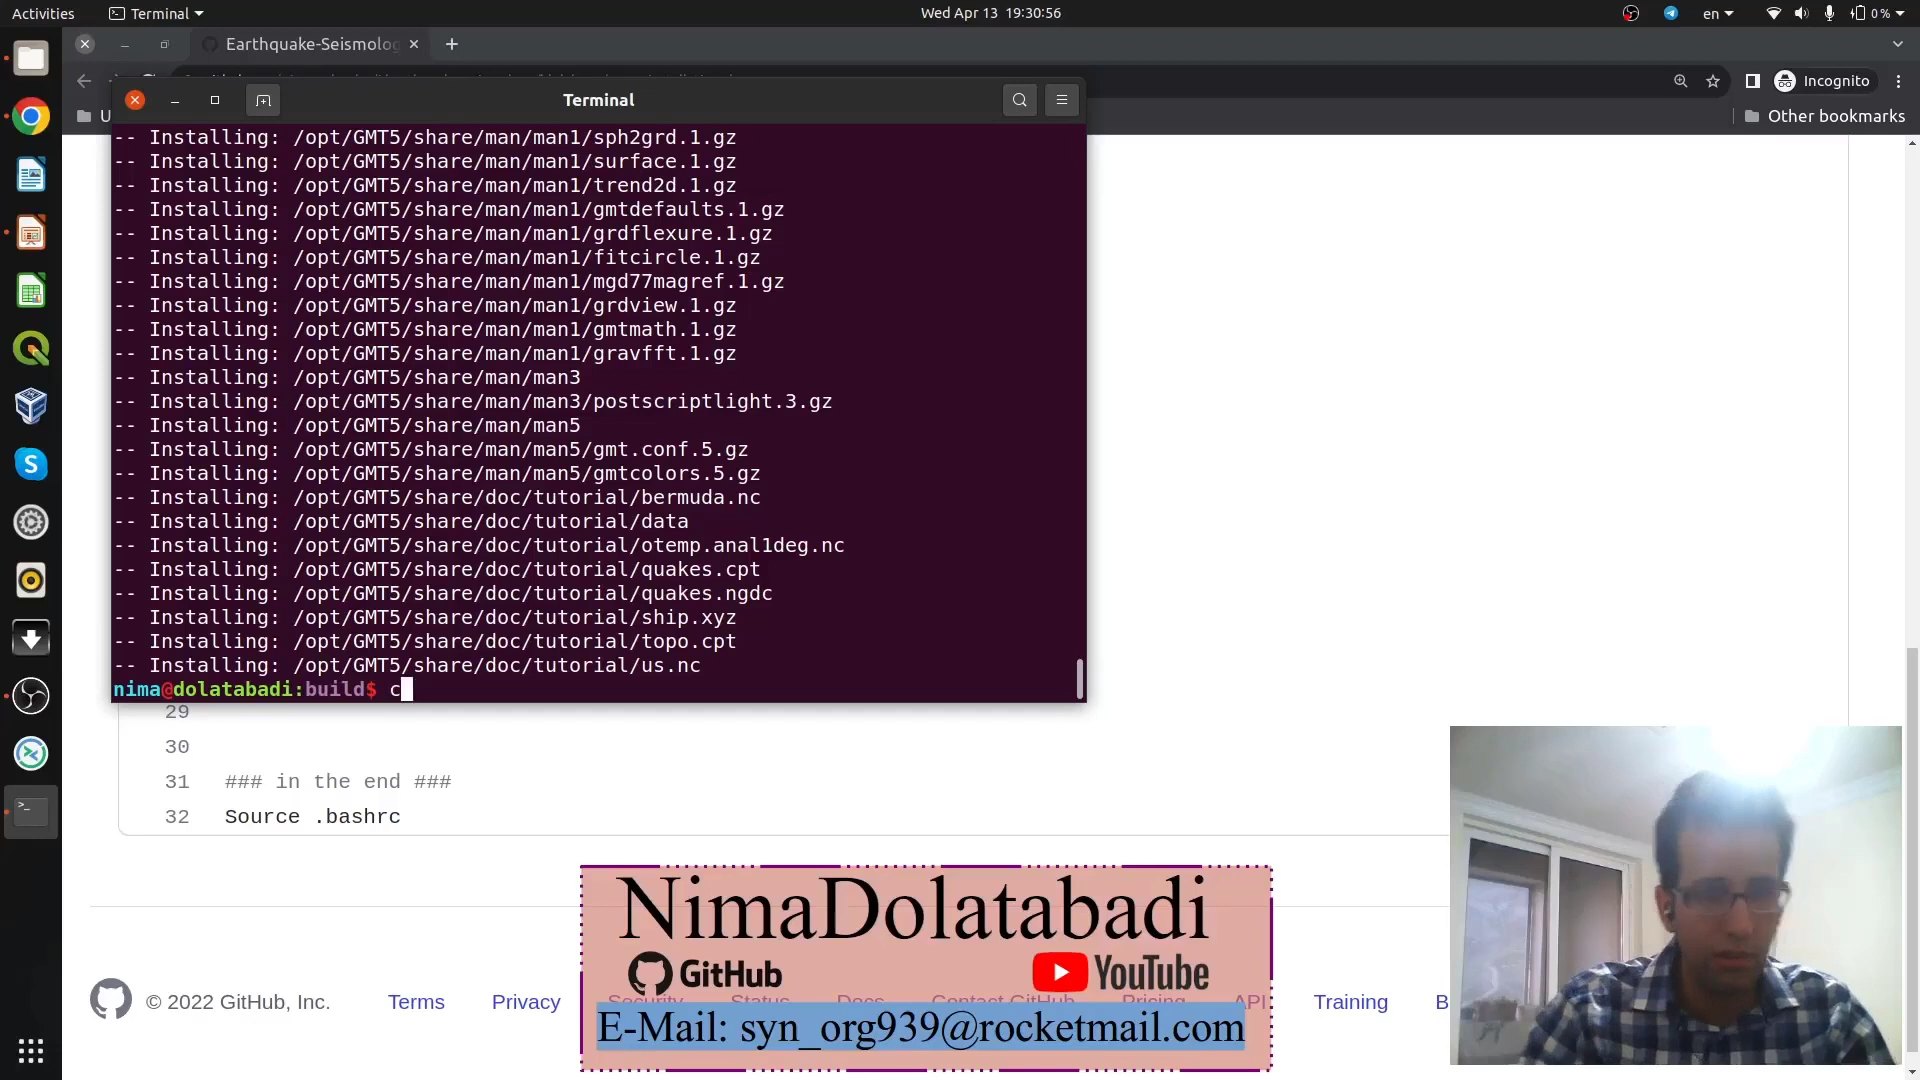 Activities
Terminal
Wed Apr 13 19:30:56
en
0 %
Earthquake-Seismolog
Incognito
U
Other bookmarks
Terminal
-- Installing: /opt/GMT5/share/man/man1/sph2grd.1.gz
-- Installing: /opt/GMT5/share/man/man1/surface.1.gz
-- Installing: /opt/GMT5/share/man/man1/trend2d.1.gz
-- Installing: /opt/GMT5/share/man/man1/gmtdefaults.1.gz
-- Installing: /opt/GMT5/share/man/man1/grdflexure.1.gz
-- Installing: /opt/GMT5/share/man/man1/fitcircle.1.gz
-- Installing: /opt/GMT5/share/man/man1/mgd77magref.1.gz
-- Installing: /opt/GMT5/share/man/man1/grdview.1.gz
-- Installing: /opt/GMT5/share/man/man1/gmtmath.1.gz
-- Installing: /opt/GMT5/share/man/man1/gravfft.1.gz
-- Installing: /opt/GMT5/share/man/man3
-- Installing: /opt/GMT5/share/man/man3/postscriptlight.3.gz
-- Installing: /opt/GMT5/share/man/man5
-- Installing: /opt/GMT5/share/man/man5/gmt.conf.5.gz
-- Installing: /opt/GMT5/share/man/man5/gmtcolors.5.gz
-- Installing: /opt/GMT5/share/doc/tutorial/bermuda.nc
-- Installing: /opt/GMT5/share/doc/tutorial/data
-- Installing: /opt/GMT5/share/doc/tutorial/otemp.anal1deg.nc
-- Installing: /opt/GMT5/share/doc/tutorial/quakes.cpt
-- Installing: /opt/GMT5/share/doc/tutorial/quakes.ngdc
-- Installing: /opt/GMT5/share/doc/tutorial/ship.xyz
-- Installing: /opt/GMT5/share/doc/tutorial/topo.cpt
-- Installing: /opt/GMT5/share/doc/tutorial/us.nc
nima@dolatabadi:build$ c
29
30
31 ### in the end ###
32 Source .bashrc
NimaDolatabadi
GitHub YouTube
© 2022 GitHub, Inc. Terms Privacy Security Status Docs Contact GitHub Pricing API Training B
E-Mail: syn_org939@rocketmail.com